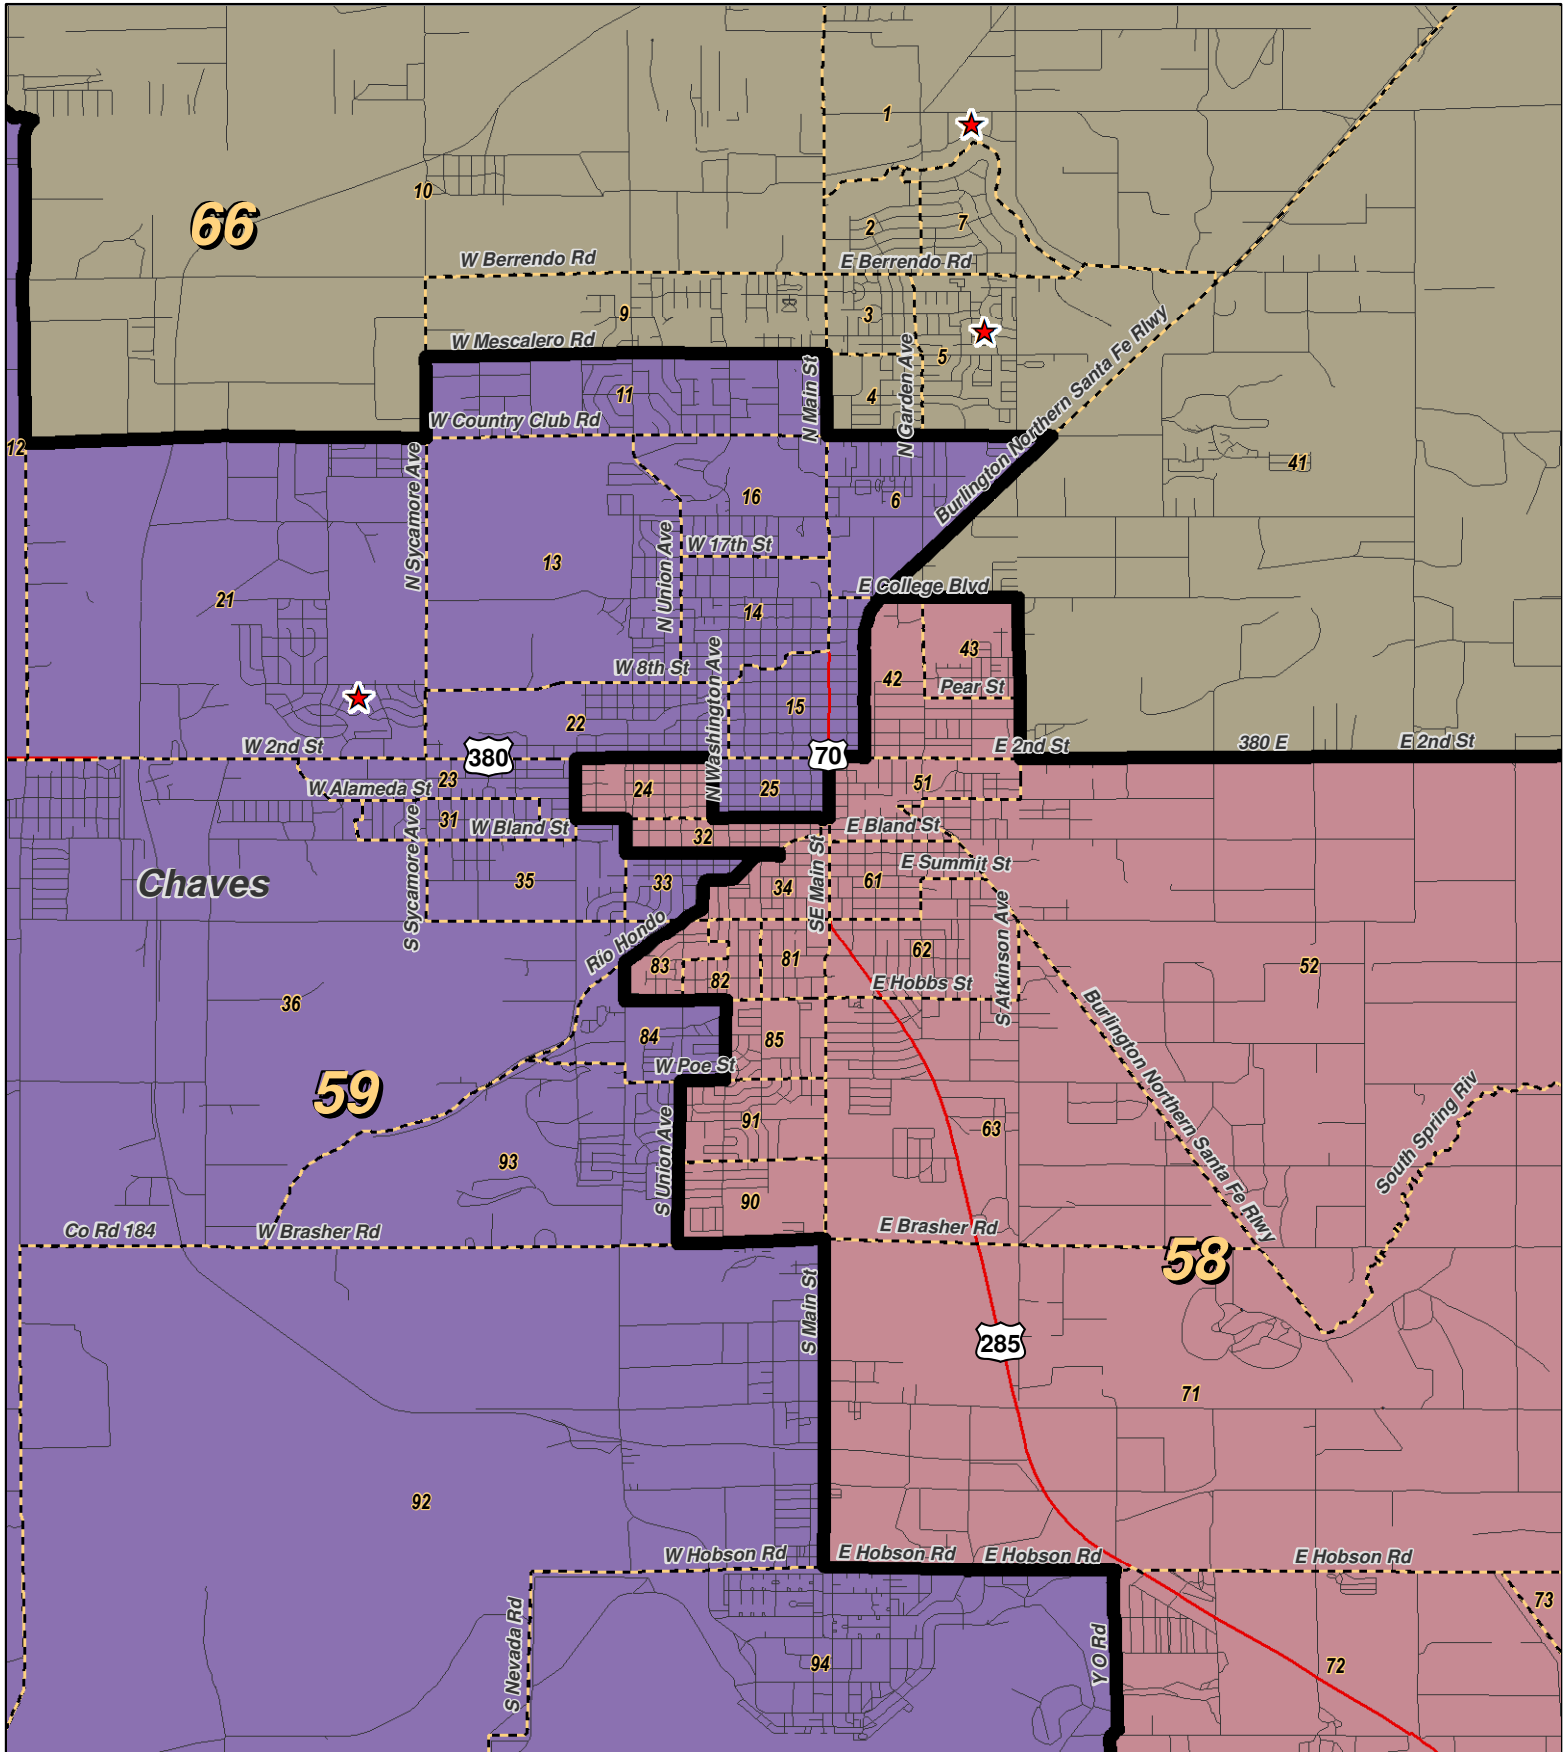 1
10
66
2
7
W Berrendo Rd
E Berrendo Rd
9
3
W Mescalero Rd
5
N Main St
N Garden Ave
Burlington Northern Santa Fe Rlwy
11
4
W Country Club Rd
12
N Sycamore Ave
41
16
6
N Union Ave
W 17th St
13
E College Blvd
21
14
43
N Washington Ave
W 8th St
42
Pear St
15
22
W 2nd St
380
70
E 2nd St
380 E
E 2nd St
23
W Alameda St
24
25
51
31
S Sycamore Ave
W Bland St
32
E Bland St
SE Main St
E Summit St
Chaves
35
33
34
61
S Atkinson Ave
Río Hondo
62
83
81
52
82
E Hobbs St
36
84
85
Burlington Northern Santa Fe Rlwy
W Poe St
59
South Spring Riv
S Union Ave
91
63
93
90
Co Rd 184
W Brasher Rd
E Brasher Rd
58
S Main St
285
71
92
W Hobson Rd
E Hobson Rd
E Hobson Rd
E Hobson Rd
73
S Nevada Rd
Y O Rd
94
72